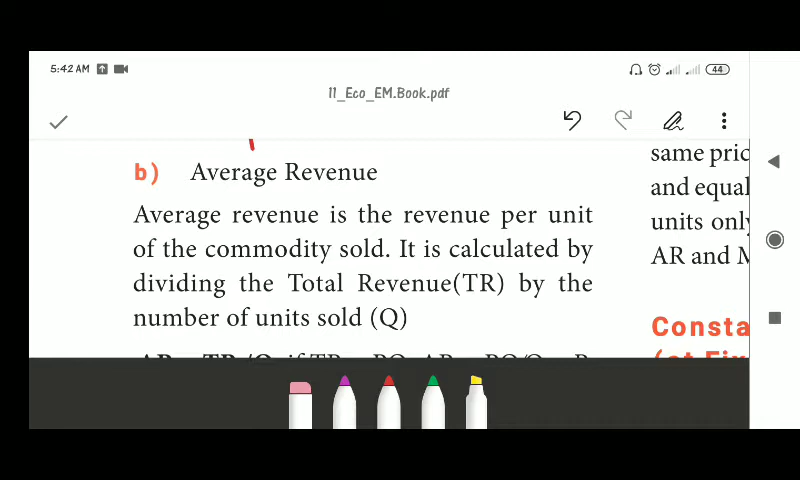 5:42 AM
44
11_Eco_EM.Book.pdf
b) Average Revenue
Average revenue is the revenue per unit
of the commodity sold. It is calculated by
dividing the Total Revenue(TR) by the
number of units sold (Q)
same pric
and equal
units only
AR and M
Consta